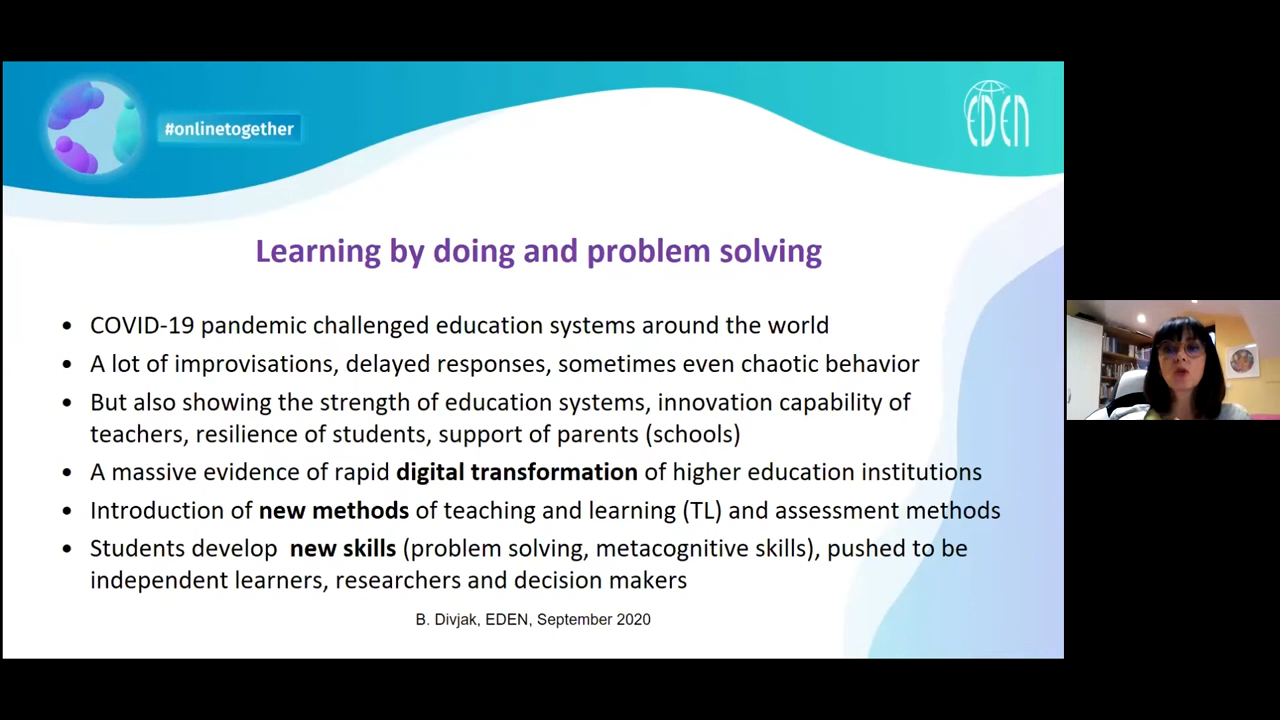 #onlinetogether
EDEN
Learning by doing and problem solving
• COVID-19 pandemic challenged education systems around the world
• A lot of improvisations, delayed responses, sometimes even chaotic behavior
• But also showing the strength of education systems, innovation capability of
teachers, resilience of students, support of parents (schools)
• A massive evidence of rapid digital transformation of higher education institutions
• Introduction of new methods of teaching and learning (TL) and assessment methods
• Students develop  new skills (problem solving, metacognitive skills), pushed to be
independent learners, researchers and decision makers
B. Divjak, EDEN, September 2020